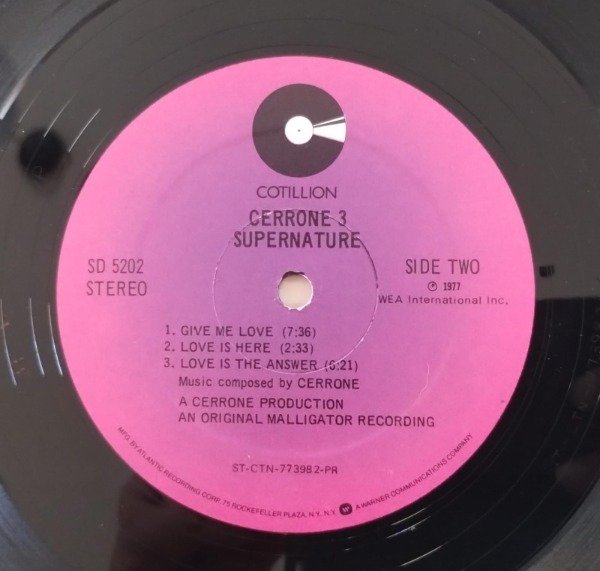 COTILLION
CERRONE 3
SUPERNATURE
SD 5202
STEREO
SIDE TWO
℗ 1977
WEA International Inc.
1. GIVE ME LOVE (7:36)
2. LOVE IS HERE (2:33)
3. LOVE IS THE ANSWER (6:21)
Music composed by CERRONE
A CERRONE PRODUCTION
AN ORIGINAL MALLIGATOR RECORDING
ST-CTN-773982-PR
MFG. BY ATLANTIC RECORDING CORP. 75 ROCKEFELLER PLAZA, N.Y. N.Y. A WARNER COMMUNICATIONS COMPANY